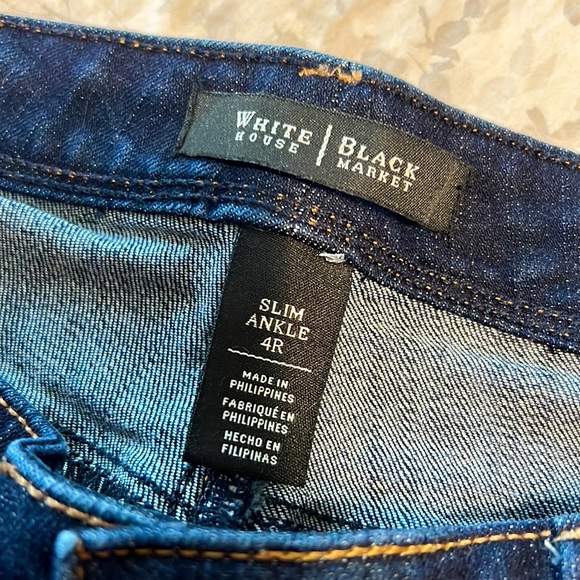 WHITE | BLACK
HOUSE | MARKET
SLIM
ANKLE
4R
MADE IN
PHILIPPINES
FABRIQUÉ EN
PHILIPPINES
HECHO EN
FILIPINAS